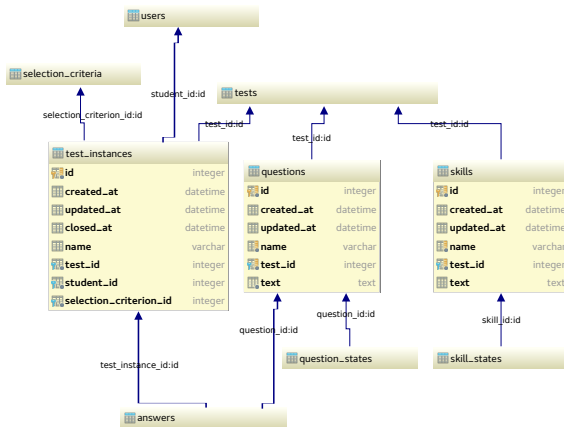 users
selection_criteria
student_id:id
tests
selection_criterion_id:id
test_id:id
test_id:id
test_id:id
test_instances
id integer
created_at datetime
updated_at datetime
closed_at datetime
name varchar
test_id integer
student_id integer
selection_criterion_id integer
questions
id integer
created_at datetime
updated_at datetime
name varchar
test_id integer
text text
skills
id integer
created_at datetime
updated_at datetime
name varchar
test_id integer
text text
question_id:id
question_id:id
skill_id:id
test_instance_id:id
question_states
skill_states
answers